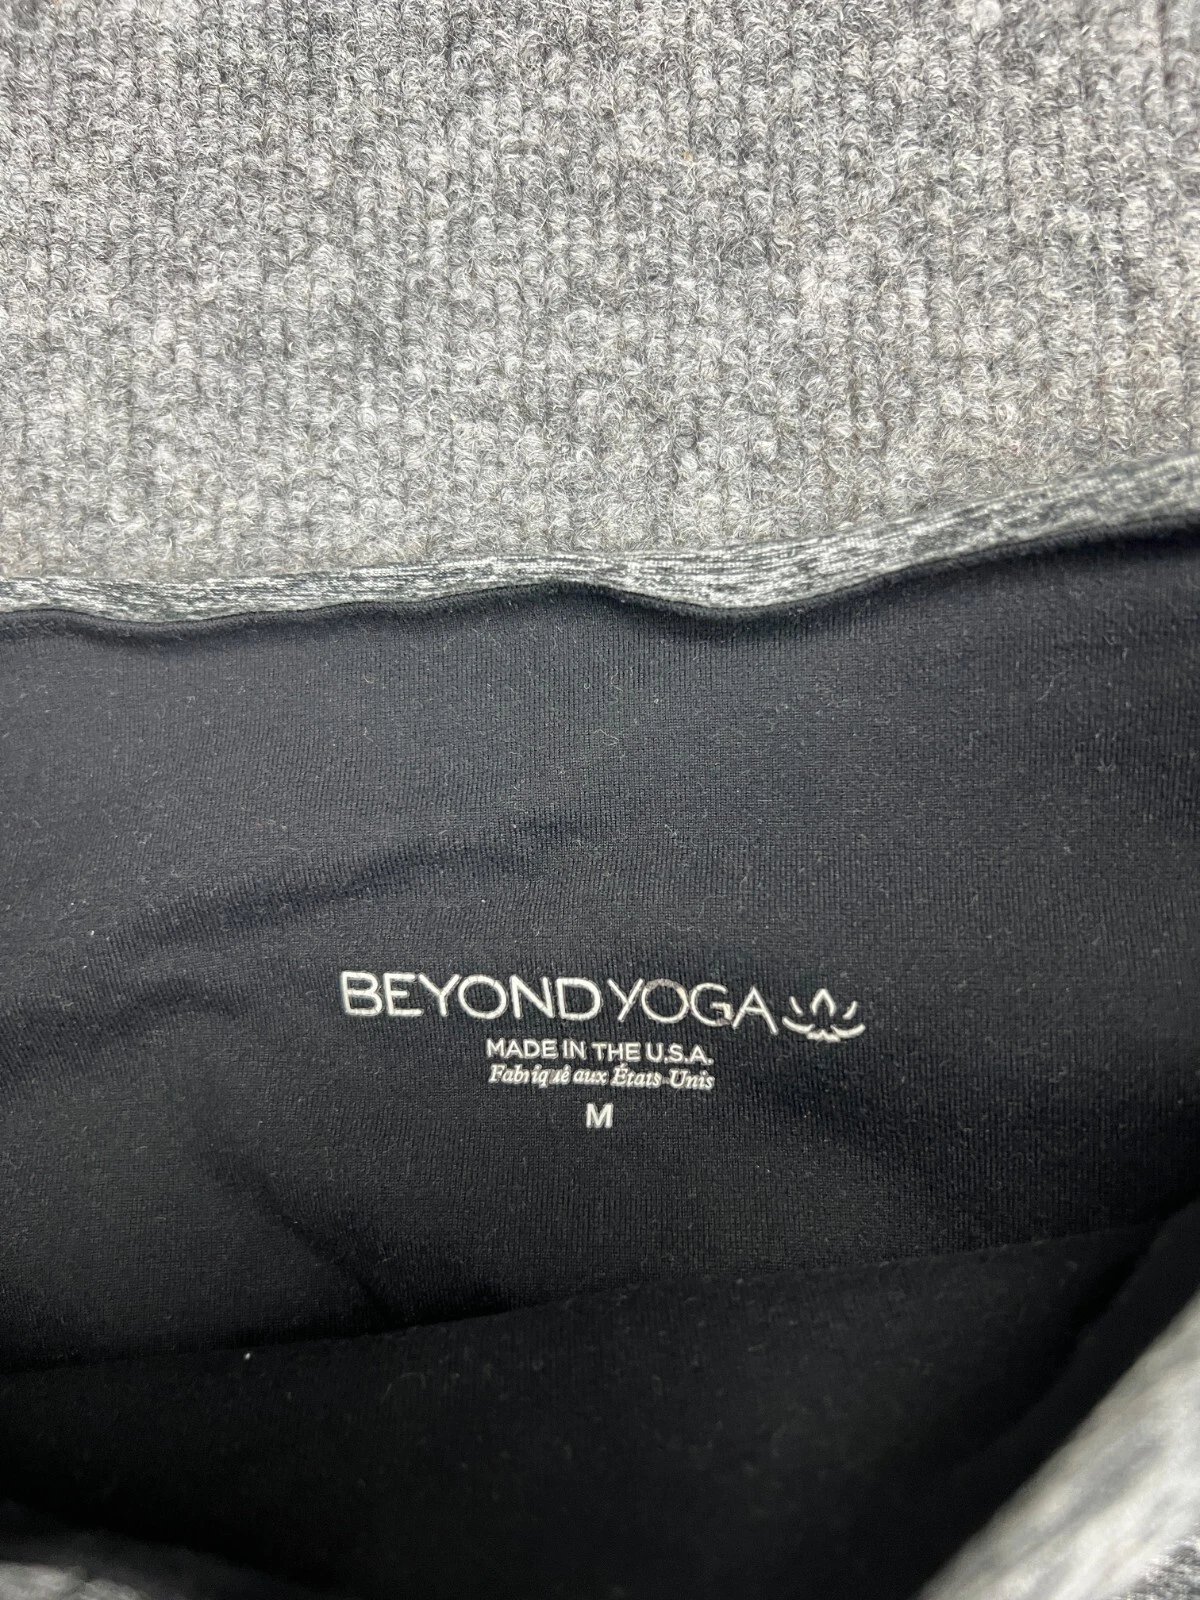 BEYOND YOGA
MADE IN THE U.S.A.
Fabriqué aux États-Unis
M